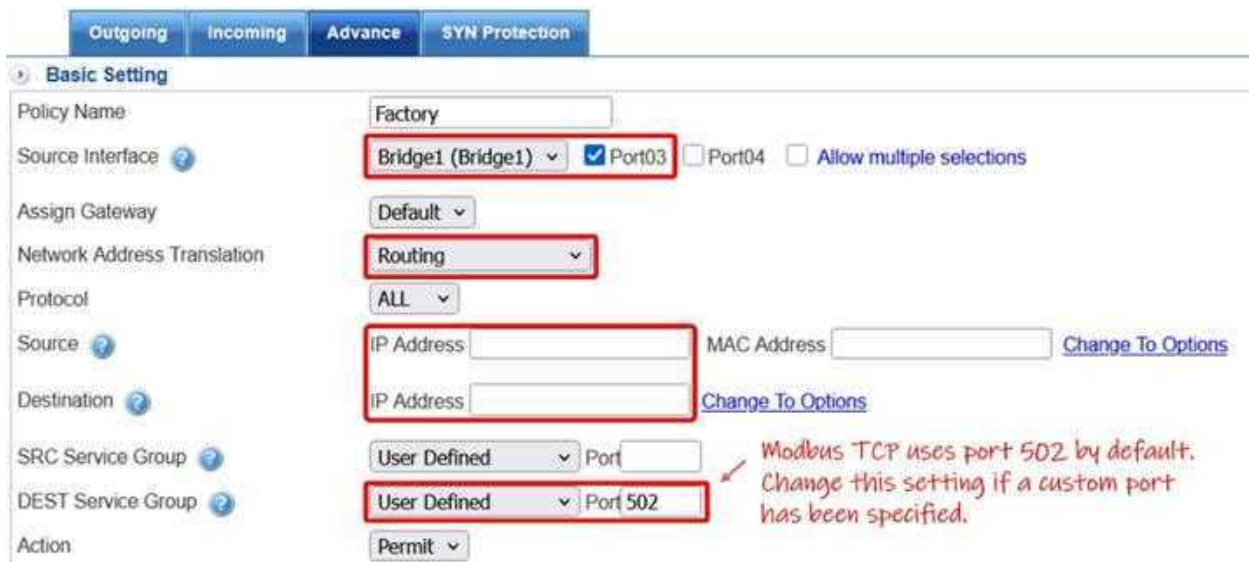 Outgoing Incoming Advance SYN Protection
Basic Setting
Policy Name Factory
Source Interface Bridge1 (Bridge1) Port03 Port04 Allow multiple selections
Assign Gateway Default
Network Address Translation Routing
Protocol ALL
Source IP Address MAC Address Change To Options
Destination IP Address Change To Options
SRC Service Group User Defined Port
DEST Service Group User Defined Port 502
Modbus TCP uses port 502 by default.
Change this setting if a custom port
has been specified.
Action Permit